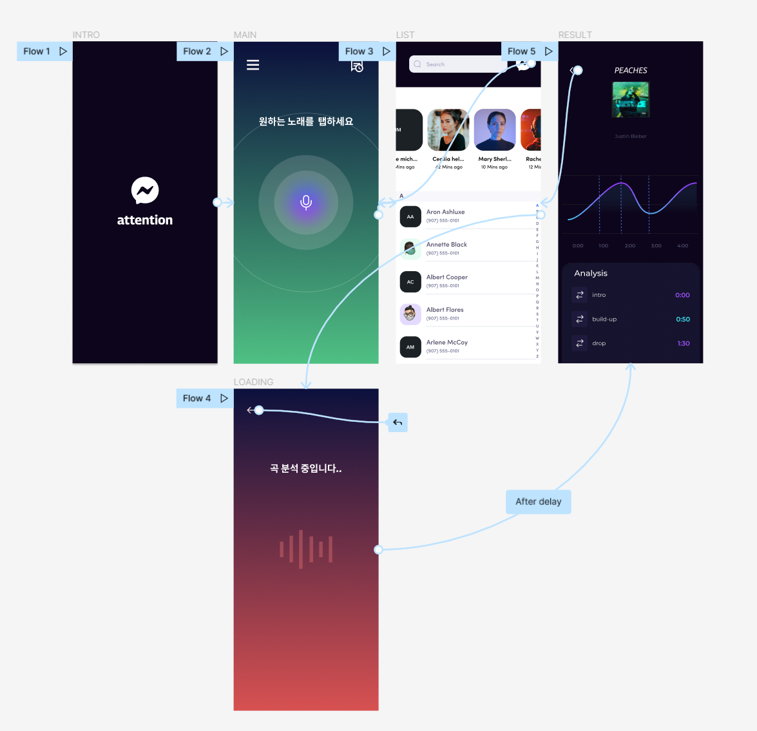 INTRO
MAIN
LIST
RESULT
Flow 1
Flow 2
Flow 3
Flow 5
attention
원하는 노래를 탭하세요
Search
e mich...
Cecilia hel...
Mary Sherl...
Rache
Mins ago
12 Mins ago
10 Mins ago
12 Min
A
AA
Aron Ashluxe
(907) 555-0101
Annette Black
(907) 555-0101
AC
Albert Cooper
(907) 555-0101
Albert Flores
(907) 555-0101
AM
Arlene McCoy
(907) 555-0101
PEACHES
Justin Bieber
0:00 1:00 2:00 3:00 4:00
Analysis
intro 0:00
build-up 0:50
drop 1:30
LOADING
Flow 4
곡 분석 중입니다..
After delay